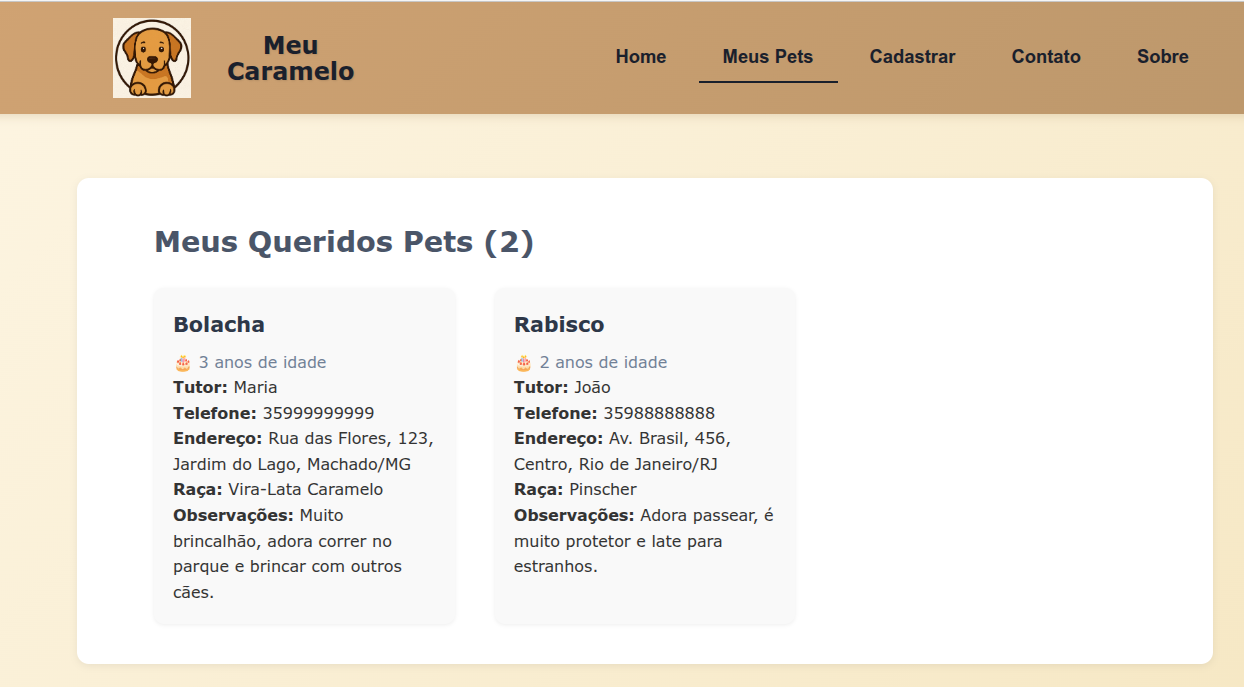 Meu
Caramelo
Home
Meus Pets
Cadastrar
Contato
Sobre
Meus Queridos Pets (2)
Bolacha
🎂 3 anos de idade
Tutor: Maria
Telefone: 35999999999
Endereço: Rua das Flores, 123,
Jardim do Lago, Machado/MG
Raça: Vira-Lata Caramelo
Observações: Muito
brincalhão, adora correr no
parque e brincar com outros
cães.
Rabisco
🎂 2 anos de idade
Tutor: João
Telefone: 35988888888
Endereço: Av. Brasil, 456,
Centro, Rio de Janeiro/RJ
Raça: Pinscher
Observações: Adora passear, é
muito protetor e late para
estranhos.